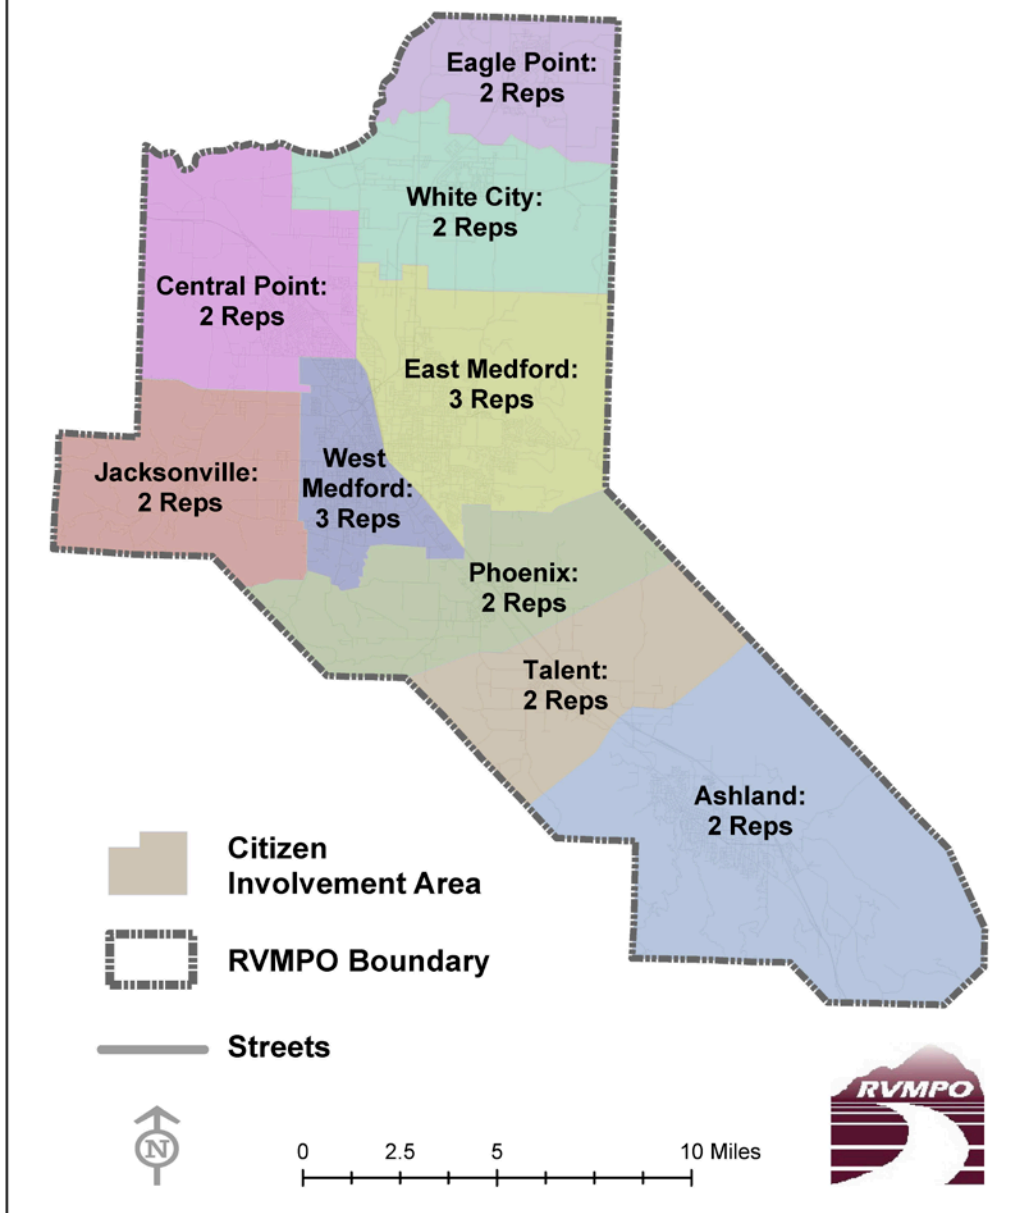 Eagle Point:
2 Reps
White City:
2 Reps
Central Point:
2 Reps
East Medford:
3 Reps
Jacksonville:
2 Reps
West
Medford:
3 Reps
Phoenix:
2 Reps
Talent:
2 Reps
Ashland:
2 Reps
Citizen
Involvement Area
RVMPO Boundary
Streets
N
0 2.5 5 10 Miles
RVMPO